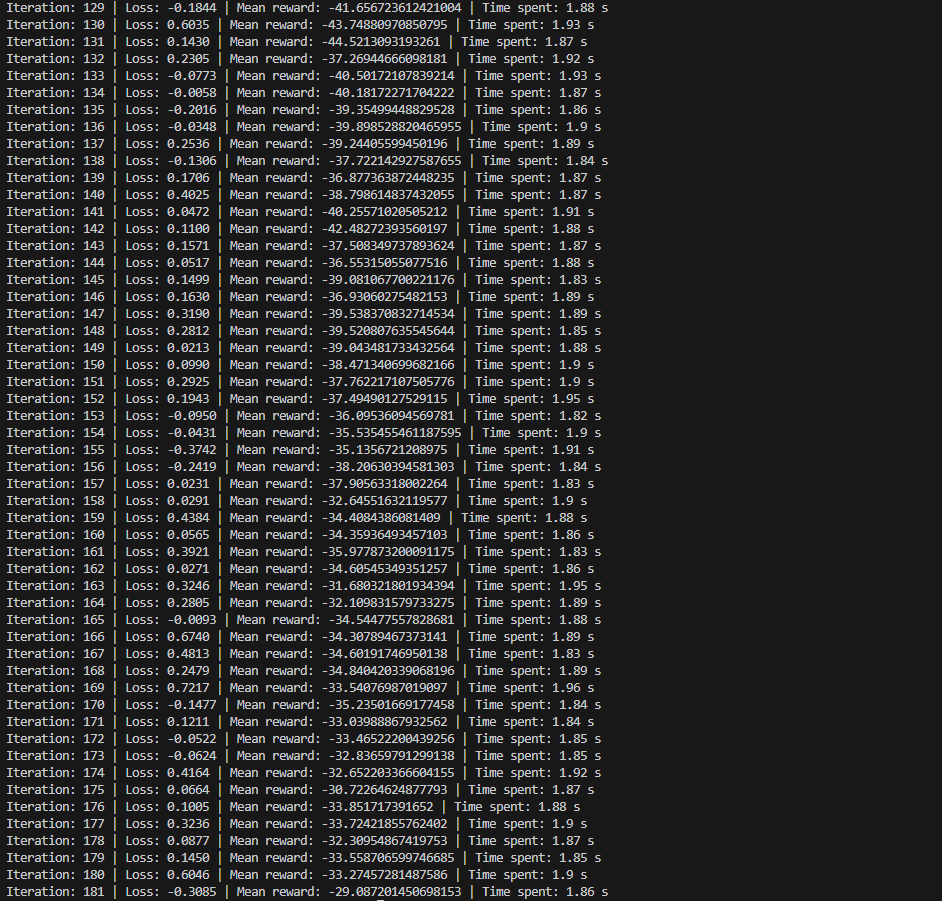 Iteration: 129 | Loss: -0.1844 | Mean reward: -41.656723612421004 | Time spent: 1.88 s
Iteration: 130 | Loss: 0.6035 | Mean reward: -43.74880970850795 | Time spent: 1.93 s
Iteration: 131 | Loss: 0.1430 | Mean reward: -44.5213093193261 | Time spent: 1.87 s
Iteration: 132 | Loss: 0.2305 | Mean reward: -37.26944666098181 | Time spent: 1.92 s
Iteration: 133 | Loss: -0.0773 | Mean reward: -40.50172107839214 | Time spent: 1.93 s
Iteration: 134 | Loss: -0.0058 | Mean reward: -40.18172271704222 | Time spent: 1.87 s
Iteration: 135 | Loss: -0.2016 | Mean reward: -39.35499448829528 | Time spent: 1.86 s
Iteration: 136 | Loss: -0.0348 | Mean reward: -39.898528820465955 | Time spent: 1.9 s
Iteration: 137 | Loss: 0.2536 | Mean reward: -39.24405599450196 | Time spent: 1.89 s
Iteration: 138 | Loss: -0.1306 | Mean reward: -37.722142927587655 | Time spent: 1.84 s
Iteration: 139 | Loss: 0.1706 | Mean reward: -36.877363872448235 | Time spent: 1.87 s
Iteration: 140 | Loss: 0.4025 | Mean reward: -38.798614837432055 | Time spent: 1.87 s
Iteration: 141 | Loss: 0.0472 | Mean reward: -40.25571020505212 | Time spent: 1.91 s
Iteration: 142 | Loss: 0.1100 | Mean reward: -42.48272393560197 | Time spent: 1.88 s
Iteration: 143 | Loss: 0.1571 | Mean reward: -37.508349737893624 | Time spent: 1.87 s
Iteration: 144 | Loss: 0.0517 | Mean reward: -36.55315055077516 | Time spent: 1.88 s
Iteration: 145 | Loss: 0.1499 | Mean reward: -39.081067700221176 | Time spent: 1.83 s
Iteration: 146 | Loss: 0.1630 | Mean reward: -36.93060275482153 | Time spent: 1.89 s
Iteration: 147 | Loss: 0.3190 | Mean reward: -39.538370832714534 | Time spent: 1.89 s
Iteration: 148 | Loss: 0.2812 | Mean reward: -39.520807635545644 | Time spent: 1.85 s
Iteration: 149 | Loss: 0.0213 | Mean reward: -39.043481733432564 | Time spent: 1.88 s
Iteration: 150 | Loss: 0.0990 | Mean reward: -38.471340699682166 | Time spent: 1.9 s
Iteration: 151 | Loss: 0.2925 | Mean reward: -37.762217107505776 | Time spent: 1.9 s
Iteration: 152 | Loss: 0.1943 | Mean reward: -37.49490127529115 | Time spent: 1.95 s
Iteration: 153 | Loss: -0.0950 | Mean reward: -36.09536094569781 | Time spent: 1.82 s
Iteration: 154 | Loss: -0.0431 | Mean reward: -35.535455461187595 | Time spent: 1.9 s
Iteration: 155 | Loss: -0.3742 | Mean reward: -35.1356721208975 | Time spent: 1.91 s
Iteration: 156 | Loss: -0.2419 | Mean reward: -38.20630394581303 | Time spent: 1.84 s
Iteration: 157 | Loss: 0.0231 | Mean reward: -37.90563318002264 | Time spent: 1.83 s
Iteration: 158 | Loss: 0.0291 | Mean reward: -32.64551632119577 | Time spent: 1.9 s
Iteration: 159 | Loss: 0.4384 | Mean reward: -34.4084386081409 | Time spent: 1.88 s
Iteration: 160 | Loss: 0.0565 | Mean reward: -34.35936493457103 | Time spent: 1.86 s
Iteration: 161 | Loss: 0.3921 | Mean reward: -35.977873200091175 | Time spent: 1.83 s
Iteration: 162 | Loss: 0.0271 | Mean reward: -34.60545349351257 | Time spent: 1.86 s
Iteration: 163 | Loss: 0.3246 | Mean reward: -31.680321801934394 | Time spent: 1.95 s
Iteration: 164 | Loss: 0.2805 | Mean reward: -32.109831579733275 | Time spent: 1.89 s
Iteration: 165 | Loss: -0.0093 | Mean reward: -34.54477557828681 | Time spent: 1.88 s
Iteration: 166 | Loss: 0.6740 | Mean reward: -34.30789467373141 | Time spent: 1.89 s
Iteration: 167 | Loss: 0.4813 | Mean reward: -34.60191746950138 | Time spent: 1.83 s
Iteration: 168 | Loss: 0.2479 | Mean reward: -34.840420339068196 | Time spent: 1.89 s
Iteration: 169 | Loss: 0.7217 | Mean reward: -33.54076987019097 | Time spent: 1.96 s
Iteration: 170 | Loss: -0.1477 | Mean reward: -35.23501669177458 | Time spent: 1.84 s
Iteration: 171 | Loss: 0.1211 | Mean reward: -33.03988867932562 | Time spent: 1.84 s
Iteration: 172 | Loss: -0.0522 | Mean reward: -33.46522200439256 | Time spent: 1.85 s
Iteration: 173 | Loss: -0.0624 | Mean reward: -32.83659791299138 | Time spent: 1.85 s
Iteration: 174 | Loss: 0.4164 | Mean reward: -32.652203366604155 | Time spent: 1.92 s
Iteration: 175 | Loss: 0.0664 | Mean reward: -30.72264624877793 | Time spent: 1.87 s
Iteration: 176 | Loss: 0.1005 | Mean reward: -33.851717391652 | Time spent: 1.88 s
Iteration: 177 | Loss: 0.3236 | Mean reward: -33.72421855762402 | Time spent: 1.9 s
Iteration: 178 | Loss: 0.0877 | Mean reward: -32.30954867419753 | Time spent: 1.87 s
Iteration: 179 | Loss: 0.1450 | Mean reward: -33.558706599746685 | Time spent: 1.85 s
Iteration: 180 | Loss: 0.6046 | Mean reward: -33.27457281487586 | Time spent: 1.9 s
Iteration: 181 | Loss: -0.3085 | Mean reward: -29.087201450698153 | Time spent: 1.86 s